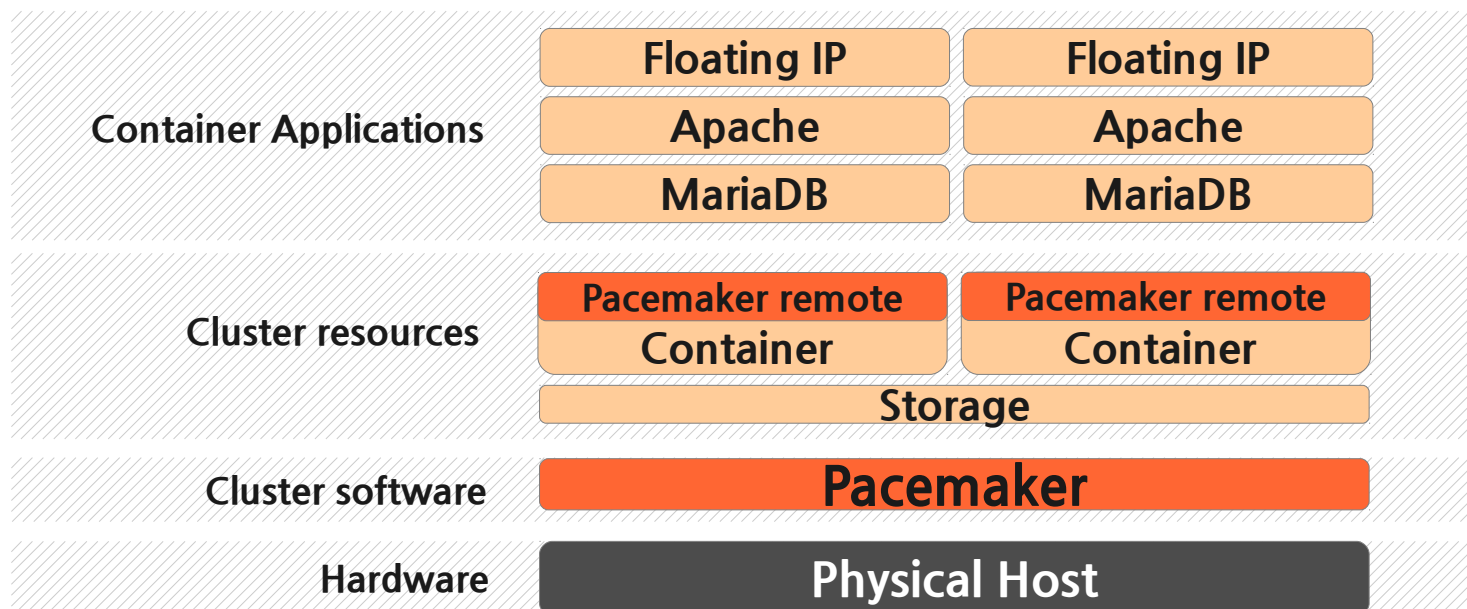 Container Applications
Floating IP
Floating IP
Apache
Apache
MariaDB
MariaDB
Cluster resources
Pacemaker remote
Pacemaker remote
Container
Container
Storage
Cluster software
Pacemaker
Hardware
Physical Host